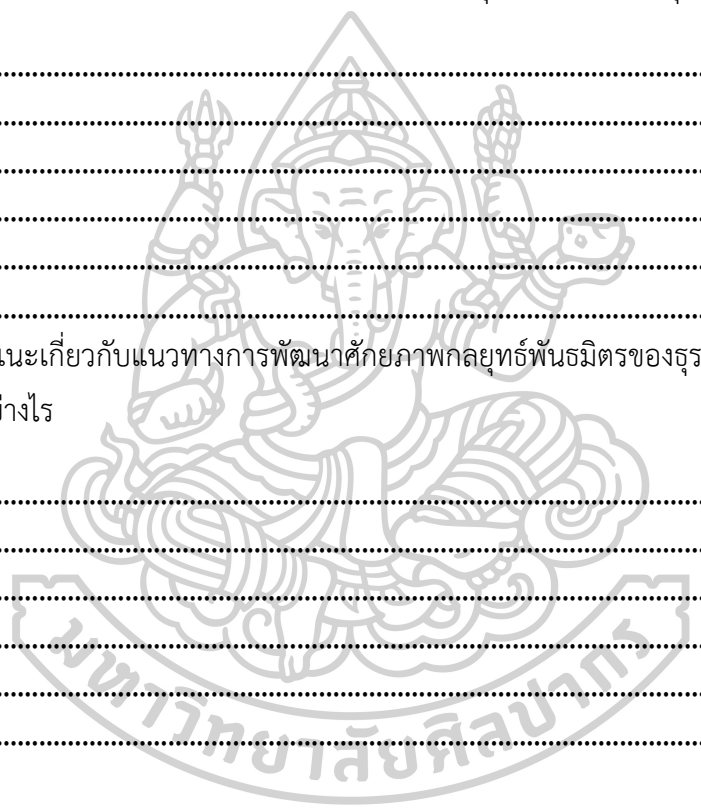 แนะเกี่ยวกับแนวทางการพัฒนาศักยภาพกลยุทธ์พันธมิตรของธุร
ย่างไร
มหาวิทยาลัยศิลปากร